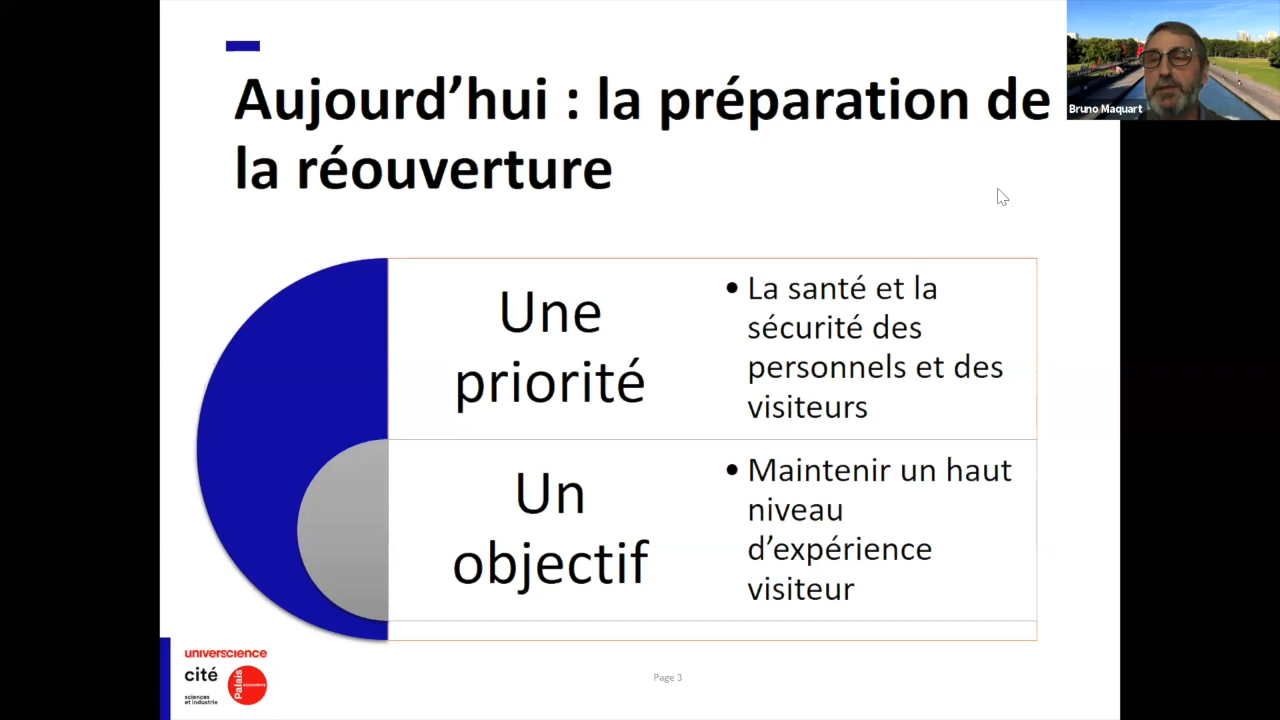 Aujourd’hui : la préparation de
la réouverture
Bruno Maquart
Une
priorité
• La santé et la
sécurité des
personnels et des
visiteurs
Un
objectif
• Maintenir un haut
niveau
d’expérience
visiteur
universcience
cité
sciences
et industrie
Palais
DÉCOUVERTE
Page 3